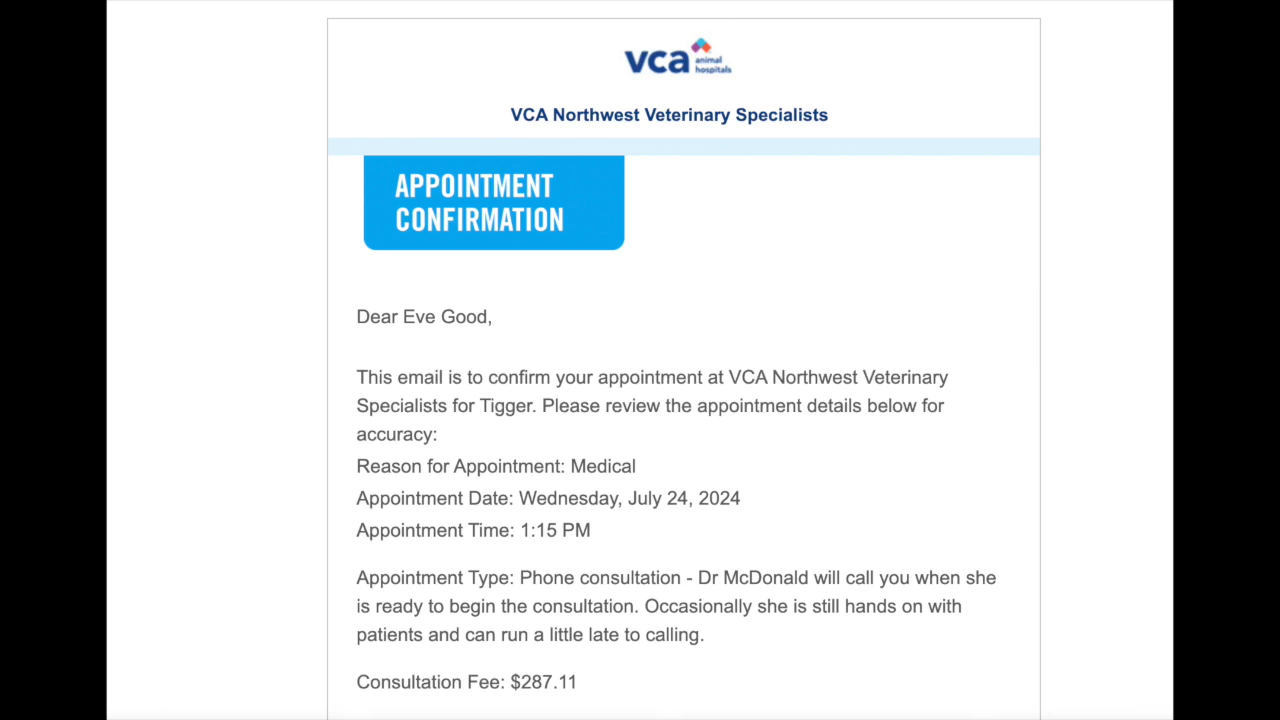 vca animal
hospitals
VCA Northwest Veterinary Specialists
APPOINTMENT
CONFIRMATION
Dear Eve Good,
This email is to confirm your appointment at VCA Northwest Veterinary
Specialists for Tigger. Please review the appointment details below for
accuracy:
Reason for Appointment: Medical
Appointment Date: Wednesday, July 24, 2024
Appointment Time: 1:15 PM
Appointment Type: Phone consultation - Dr McDonald will call you when she
is ready to begin the consultation. Occasionally she is still hands on with
patients and can run a little late to calling.
Consultation Fee: $287.11